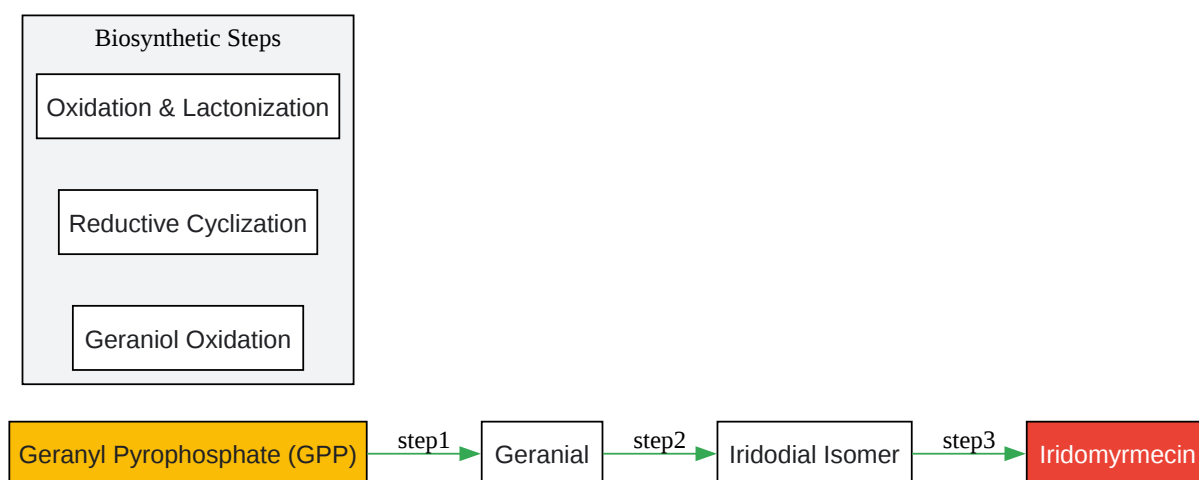 Biosynthetic Steps
Oxidation & Lactonization
Reductive Cyclization
Geraniol Oxidation
Geranyl Pyrophosphate (GPP)
step1
Geranial
step2
Iridodial Isomer
step3
Iridomyrmecin